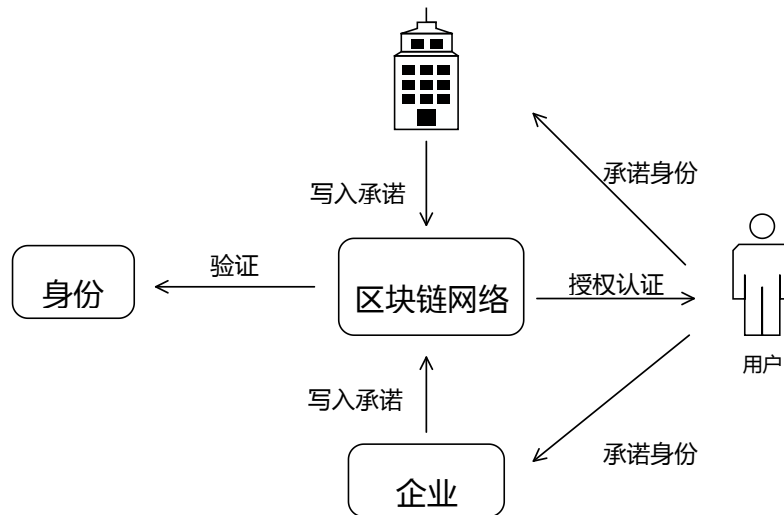 承诺身份
写入承诺
验证
身份
区块链网络
授权认证
用户
写入承诺
承诺身份
企业